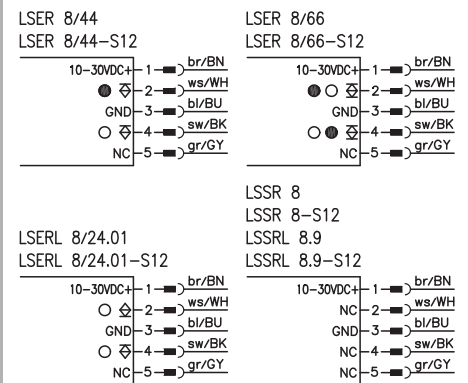 LSER 8/44
LSER 8/44-S12
10-30VDC+ 1 br/BN
2 ws/WH
GND 3 bl/BU
4 sw/BK
NC 5 gr/GY
LSER 8/66
LSER 8/66-S12
10-30VDC+ 1 br/BN
2 ws/WH
GND 3 bl/BU
4 sw/BK
NC 5 gr/GY
LSERL 8/24.01
LSERL 8/24.01-S12
10-30VDC+ 1 br/BN
2 ws/WH
GND 3 bl/BU
4 sw/BK
NC 5 gr/GY
LSSR 8
LSSR 8-S12
LSSRL 8.9
LSSRL 8.9-S12
10-30VDC+ 1 br/BN
NC 2 ws/WH
GND 3 bl/BU
NC 4 sw/BK
NC 5 gr/GY